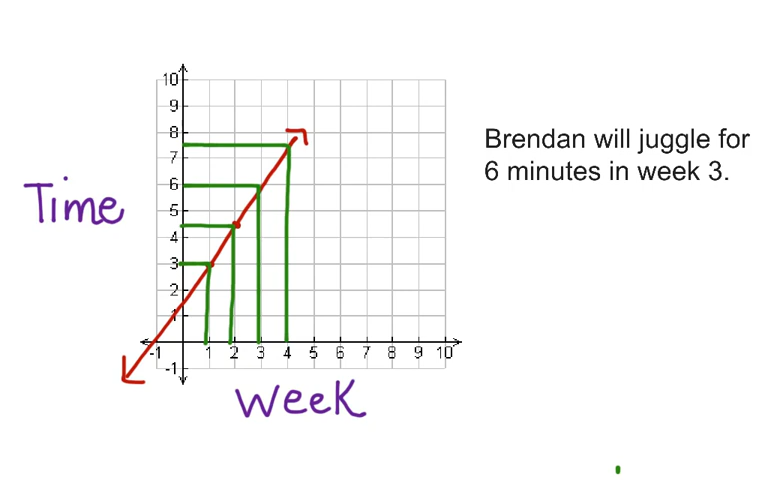 10
9
8
7
6
5
4
3
2
1
-1 1 2 3 4 5 6 7 8 9 10
-1
Time
Week
Brendan will juggle for
6 minutes in week 3.